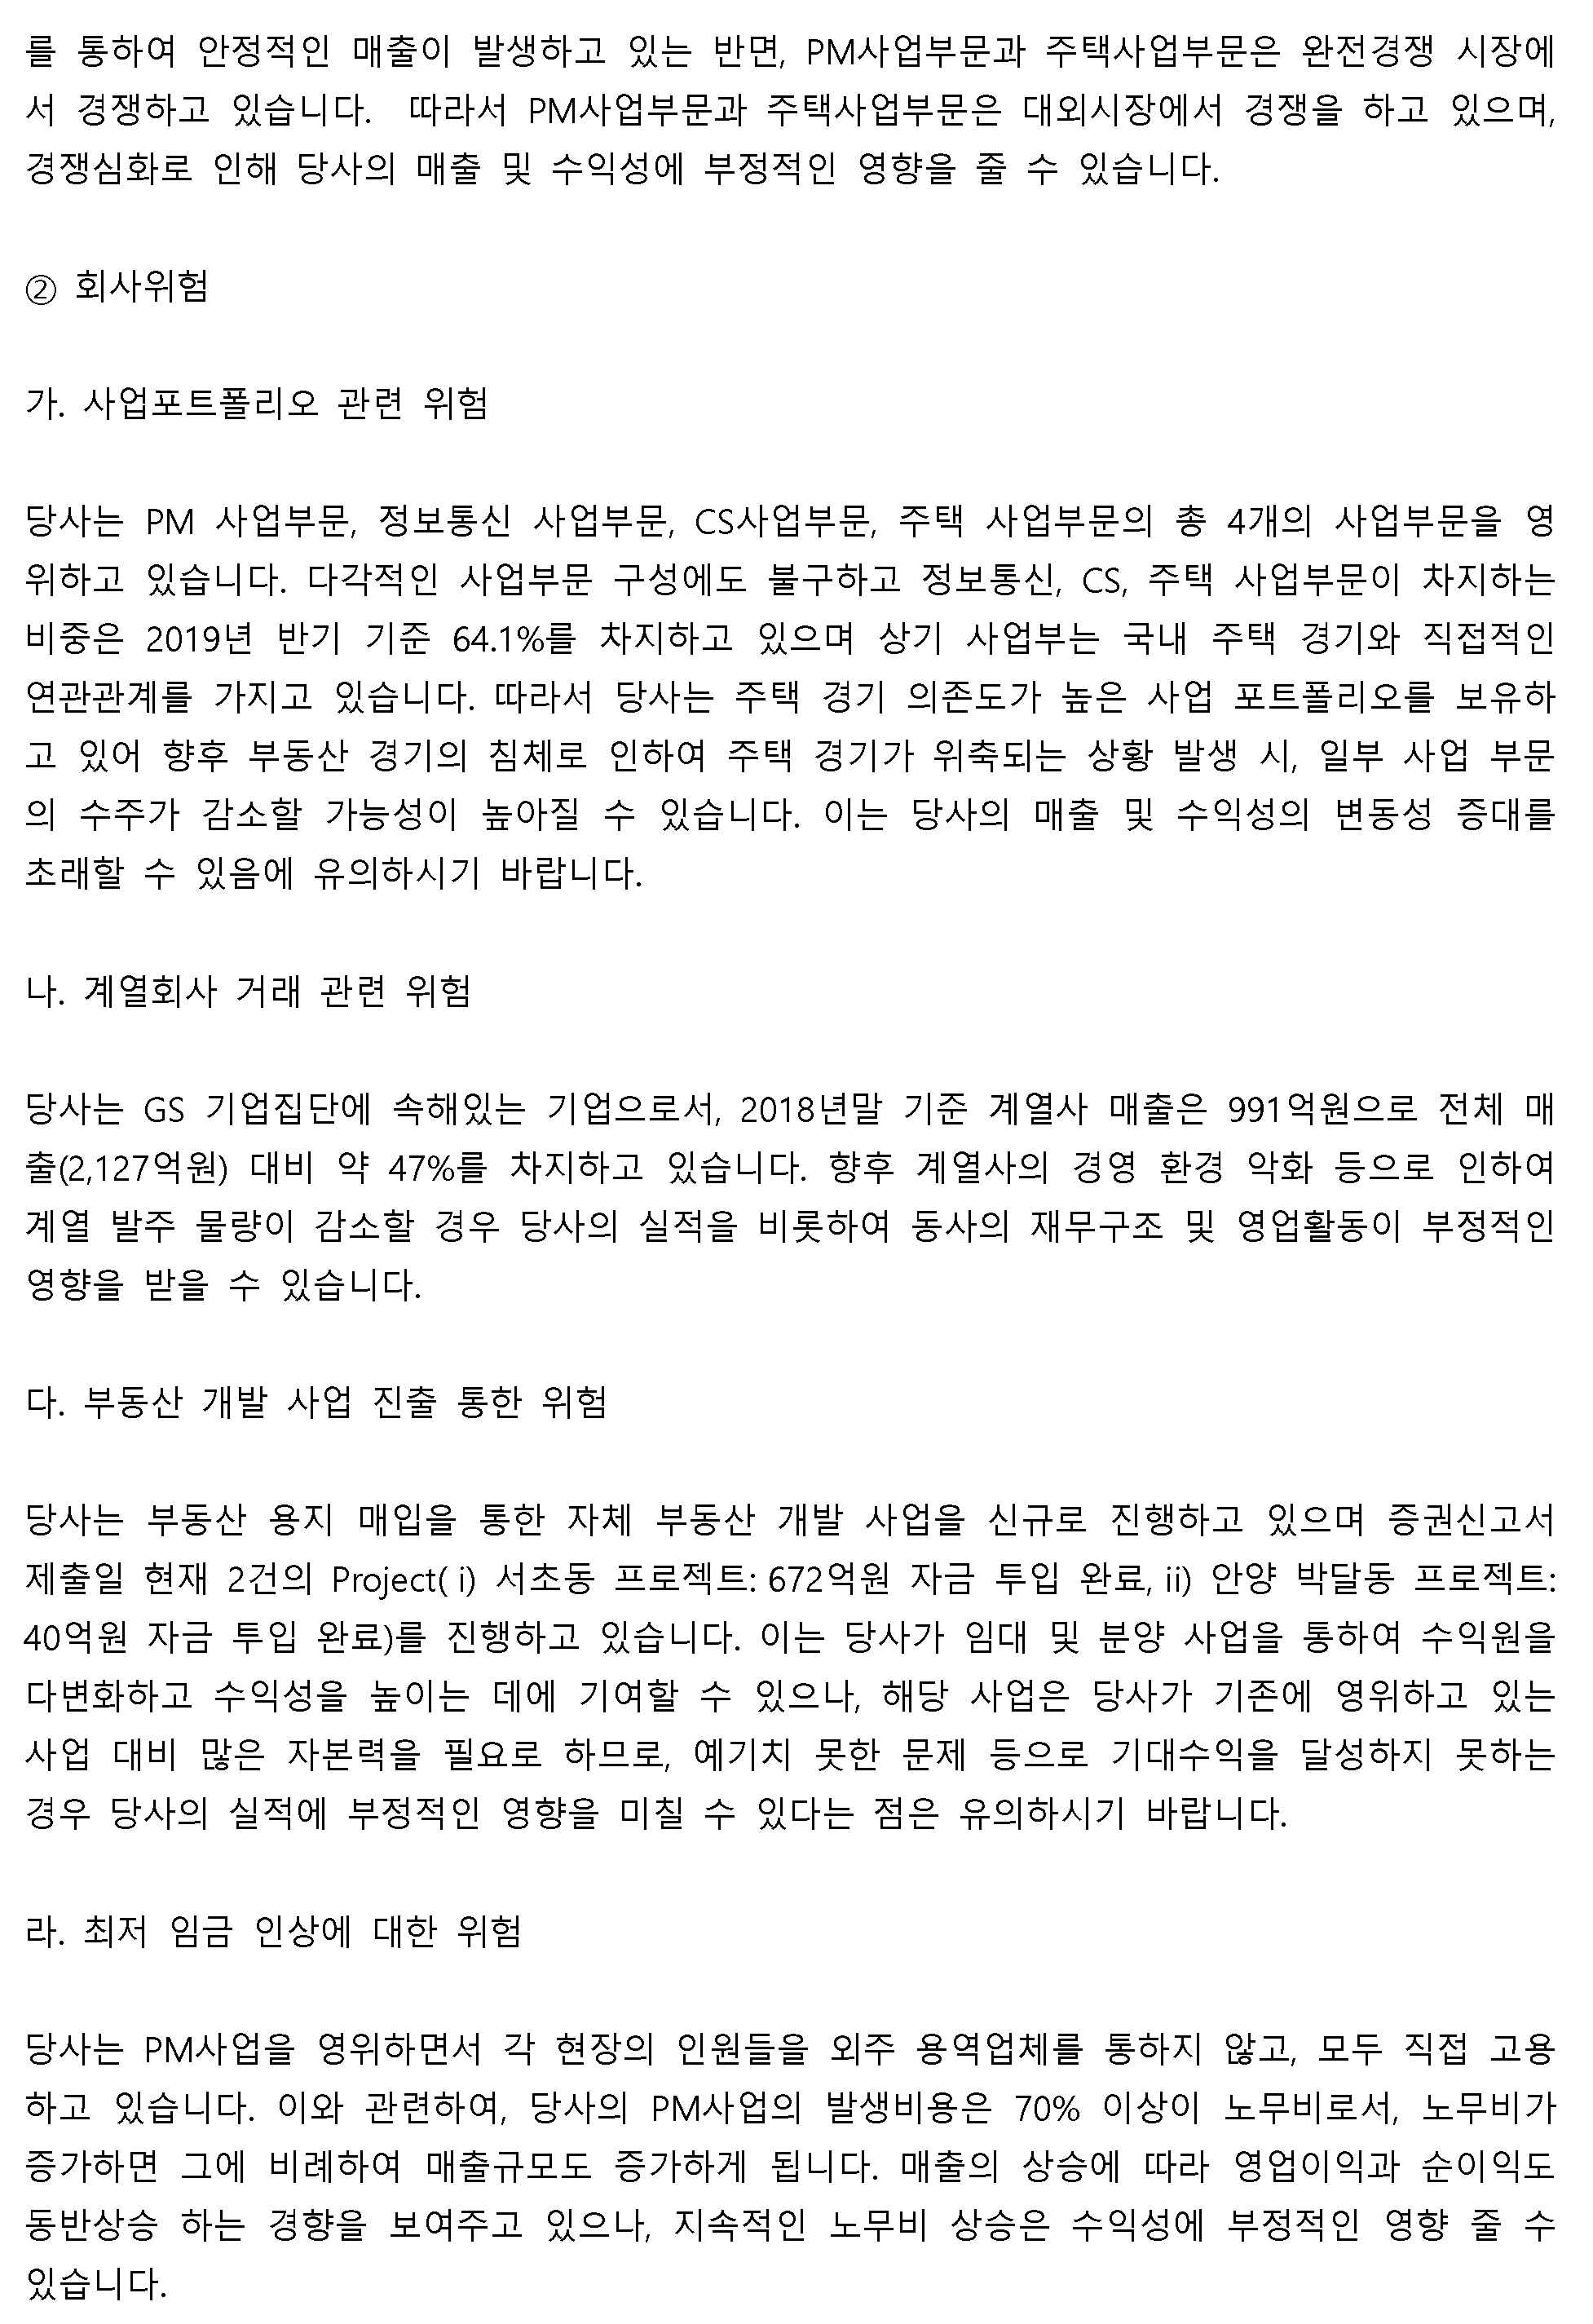 를 통하여 안정적인 매출이 발생하고 있는 반면, PM사업부문과 주택사업부문은 완전경쟁 시장에
서 경쟁하고 있습니다. 따라서 PM사업부문과 주택사업부문은 대외시장에서 경쟁을 하고 있으며,
경쟁심화로 인해 당사의 매출 및 수익성에 부정적인 영향을 줄 수 있습니다.
② 회사위험
가. 사업포트폴리오 관련 위험
당사는 PM 사업부문, 정보통신 사업부문, CS사업부문, 주택 사업부문의 총 4개의 사업부문을 영
위하고 있습니다. 다각적인 사업부문 구성에도 불구하고 정보통신, CS, 주택 사업부문이 차지하는
비중은 2019년 반기 기준 64.1%를 차지하고 있으며 상기 사업부는 국내 주택 경기와 직접적인
연관관계를 가지고 있습니다. 따라서 당사는 주택 경기 의존도가 높은 사업 포트폴리오를 보유하
고 있어 향후 부동산 경기의 침체로 인하여 주택 경기가 위축되는 상황 발생 시, 일부 사업 부문
의 수주가 감소할 가능성이 높아질 수 있습니다. 이는 당사의 매출 및 수익성의 변동성 증대를
초래할 수 있음에 유의하시기 바랍니다.
나. 계열회사 거래 관련 위험
당사는 GS 기업집단에 속해있는 기업으로서, 2018년말 기준 계열사 매출은 991억원으로 전체 매
출(2,127억원) 대비 약 47%를 차지하고 있습니다. 향후 계열사의 경영 환경 악화 등으로 인하여
계열 발주 물량이 감소할 경우 당사의 실적을 비롯하여 동사의 재무구조 및 영업활동이 부정적인
영향을 받을 수 있습니다.
다. 부동산 개발 사업 진출 통한 위험
당사는 부동산 용지 매입을 통한 자체 부동산 개발 사업을 신규로 진행하고 있으며 증권신고서
제출일 현재 2건의 Project( i) 서초동 프로젝트: 672억원 자금 투입 완료, ii) 안양 박달동 프로젝트:
40억원 자금 투입 완료)를 진행하고 있습니다. 이는 당사가 임대 및 분양 사업을 통하여 수익원을
다변화하고 수익성을 높이는 데에 기여할 수 있으나, 해당 사업은 당사가 기존에 영위하고 있는
사업 대비 많은 자본력을 필요로 하므로, 예기치 못한 문제 등으로 기대수익을 달성하지 못하는
경우 당사의 실적에 부정적인 영향을 미칠 수 있다는 점은 유의하시기 바랍니다.
라. 최저 임금 인상에 대한 위험
당사는 PM사업을 영위하면서 각 현장의 인원들을 외주 용역업체를 통하지 않고, 모두 직접 고용
하고 있습니다. 이와 관련하여, 당사의 PM사업의 발생비용은 70% 이상이 노무비로서, 노무비가
증가하면 그에 비례하여 매출규모도 증가하게 됩니다. 매출의 상승에 따라 영업이익과 순이익도
동반상승 하는 경향을 보여주고 있으나, 지속적인 노무비 상승은 수익성에 부정적인 영향 줄 수
있습니다.